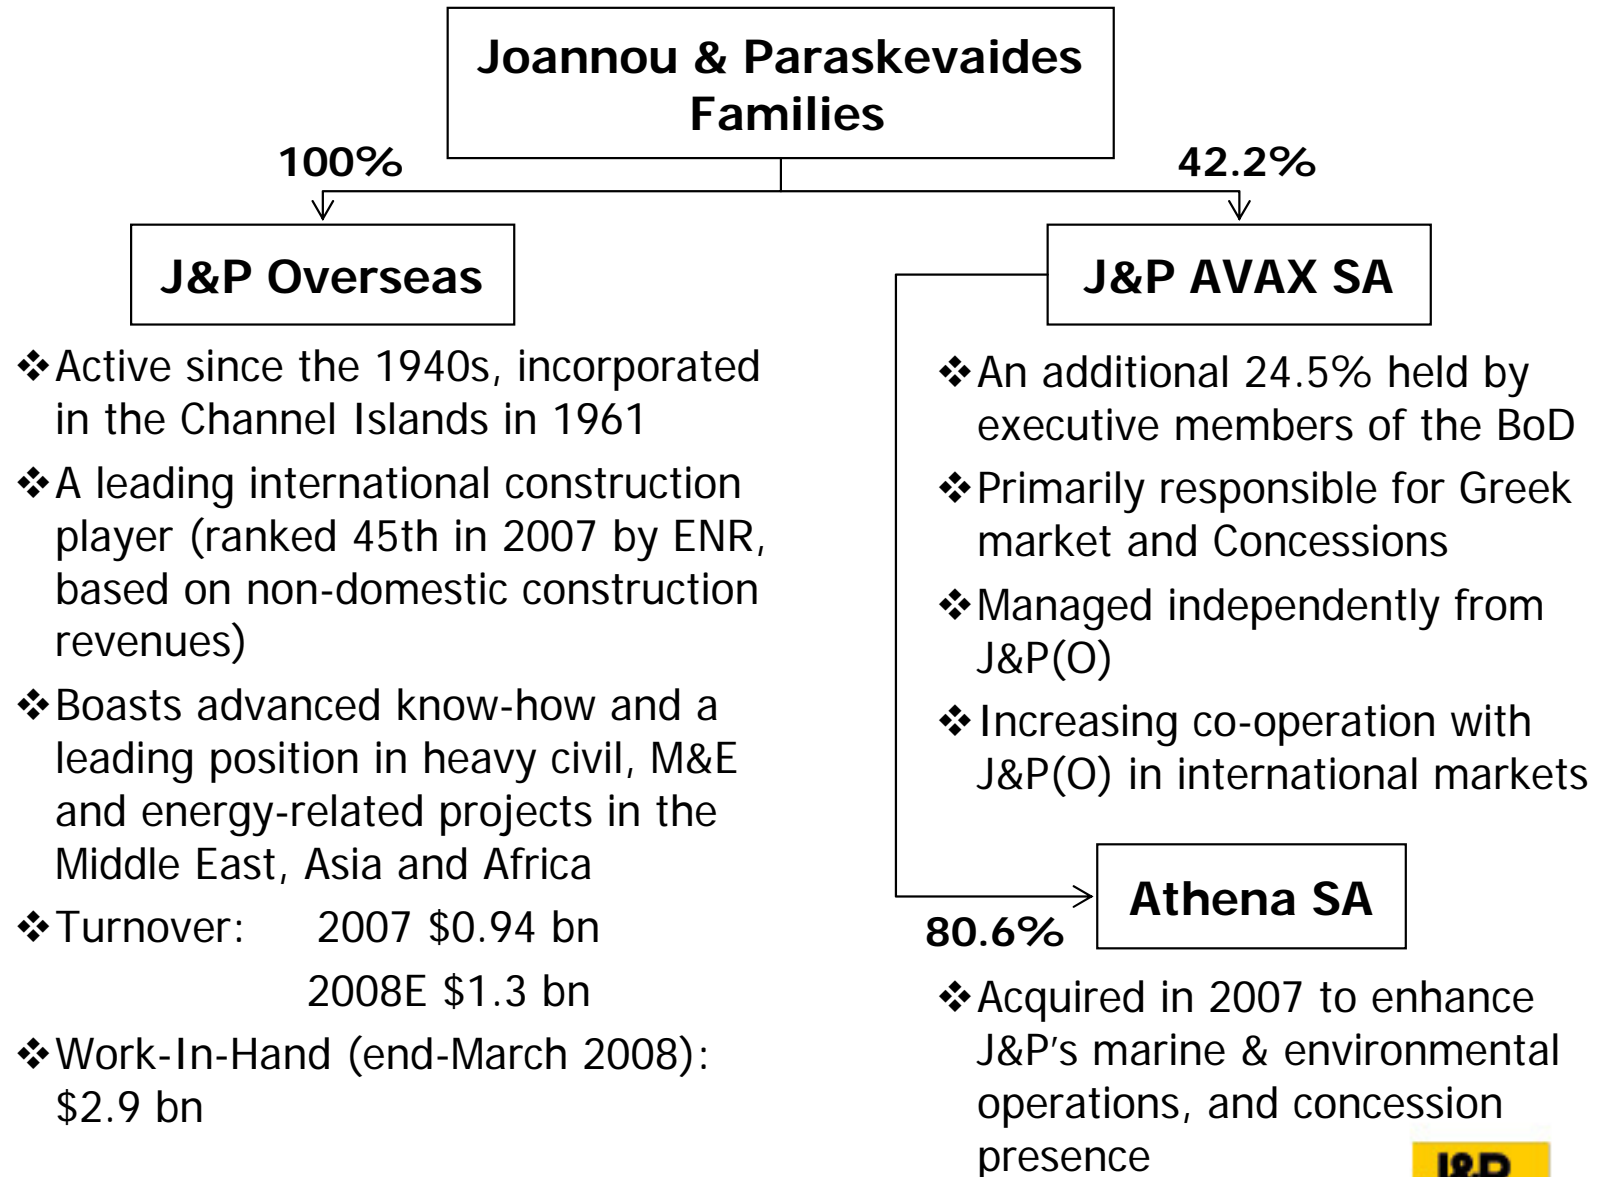 Joannou & Paraskevaides
Families
100%
42.2%
J&P Overseas
❖Active since the 1940s, incorporated
in the Channel Islands in 1961
❖A leading international construction
player (ranked 45th in 2007 by ENR,
based on non-domestic construction
revenues)
❖Boasts advanced know-how and a
leading position in heavy civil, M&E
and energy-related projects in the
Middle East, Asia and Africa
❖Turnover: 2007 $0.94 bn
2008E $1.3 bn
❖Work-In-Hand (end-March 2008):
$2.9 bn
J&P AVAX SA
❖An additional 24.5% held by
executive members of the BoD
❖Primarily responsible for Greek
market and Concessions
❖Managed independently from
J&P(O)
❖Increasing co-operation with
J&P(O) in international markets
80.6%
Athena SA
❖Acquired in 2007 to enhance
J&P's marine & environmental
operations, and concession
presence
J&P